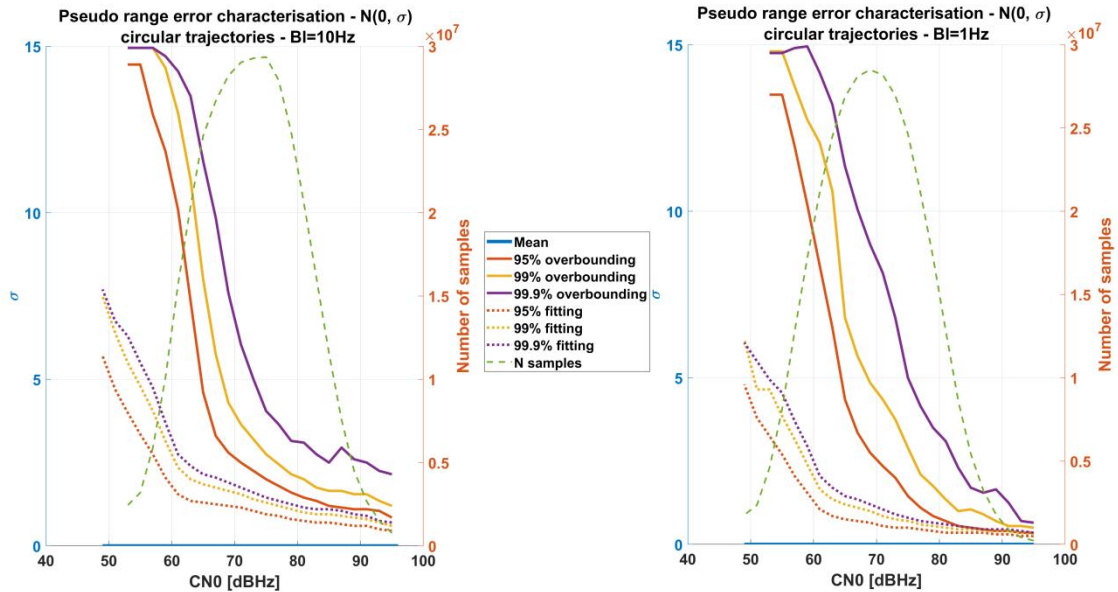 Pseudo range error characterisation - N(0, σ)
circular trajectories - Bl=10Hz
×10⁷
15
10
5
0
σ
3
2.5
2
1.5
1
0.5
0
Number of samples
40
50
60
70
80
90
100
CN0 [dBHz]
Mean
95% overbounding
99% overbounding
99.9% overbounding
95% fitting
99% fitting
99.9% fitting
N samples
Pseudo range error characterisation - N(0, σ)
circular trajectories - Bl=1Hz
×10⁷
15
10
5
0
σ
3
2.5
2
1.5
1
0.5
0
Number of samples
40
50
60
70
80
90
100
CN0 [dBHz]